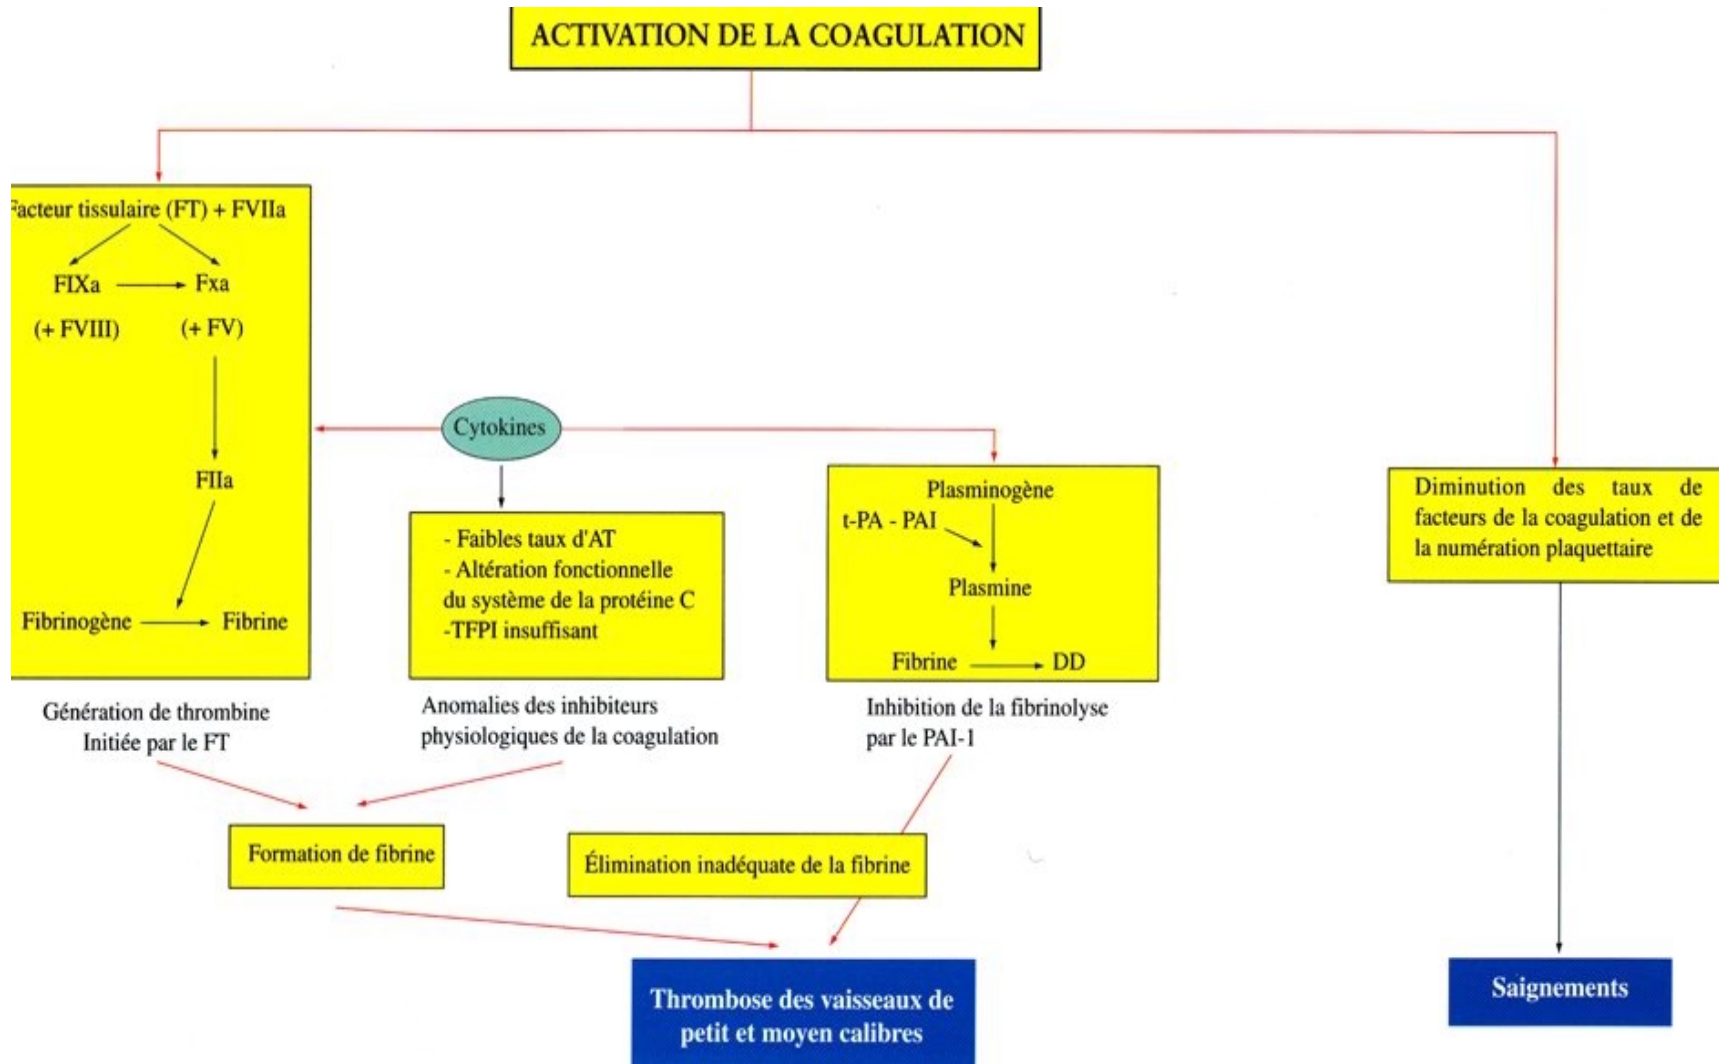 ACTIVATION DE LA COAGULATION
Facteur tissulaire (FT) + FVIIa
FIXa
Fxa
(+ FVIII)
(+ FV)
FIIa
Fibrinogène
Fibrine
Génération de thrombine
Initiée par le FT
Cytokines
- Faibles taux d'AT
- Altération fonctionnelle
du système de la protéine C
-TFPI insuffisant
Anomalies des inhibiteurs
physiologiques de la coagulation
Plasminogène
t-PA - PAI
Plasmine
Fibrine
DD
Inhibition de la fibrinolyse
par le PAI-1
Diminution des taux de
facteurs de la coagulation et de
la numération plaquettaire
Formation de fibrine
Élimination inadéquate de la fibrine
Thrombose des vaisseaux de
petit et moyen calibres
Saignements